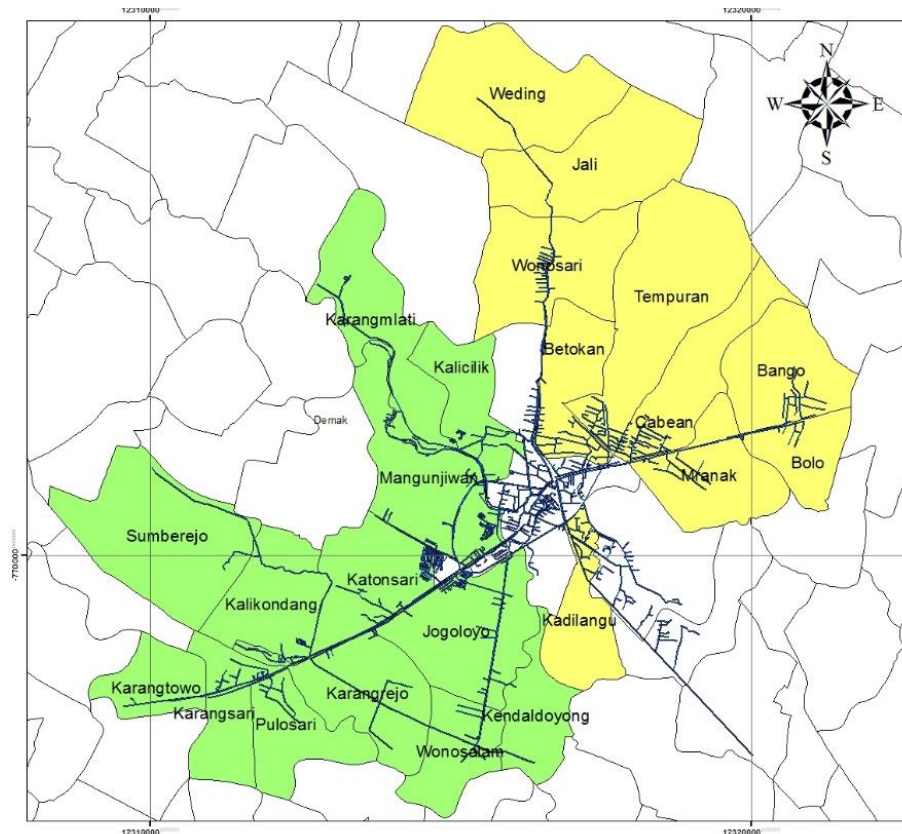 12310000
12320000
N
W
E
S
Weding
Jali
Wonosari
Tempuran
Karangmlati
Betokan
Kalicilik
Bango
Demak
Cabean
Bolo
Mranak
Mangunjiwan
Sumberejo
-770000
Katonsari
Kalikondang
Kadilangu
Jogoloyo
Karangtowo
Karangrejo
Karangsari
Kendaldoyong
Pulosari
Wonosalam
12310000
12320000